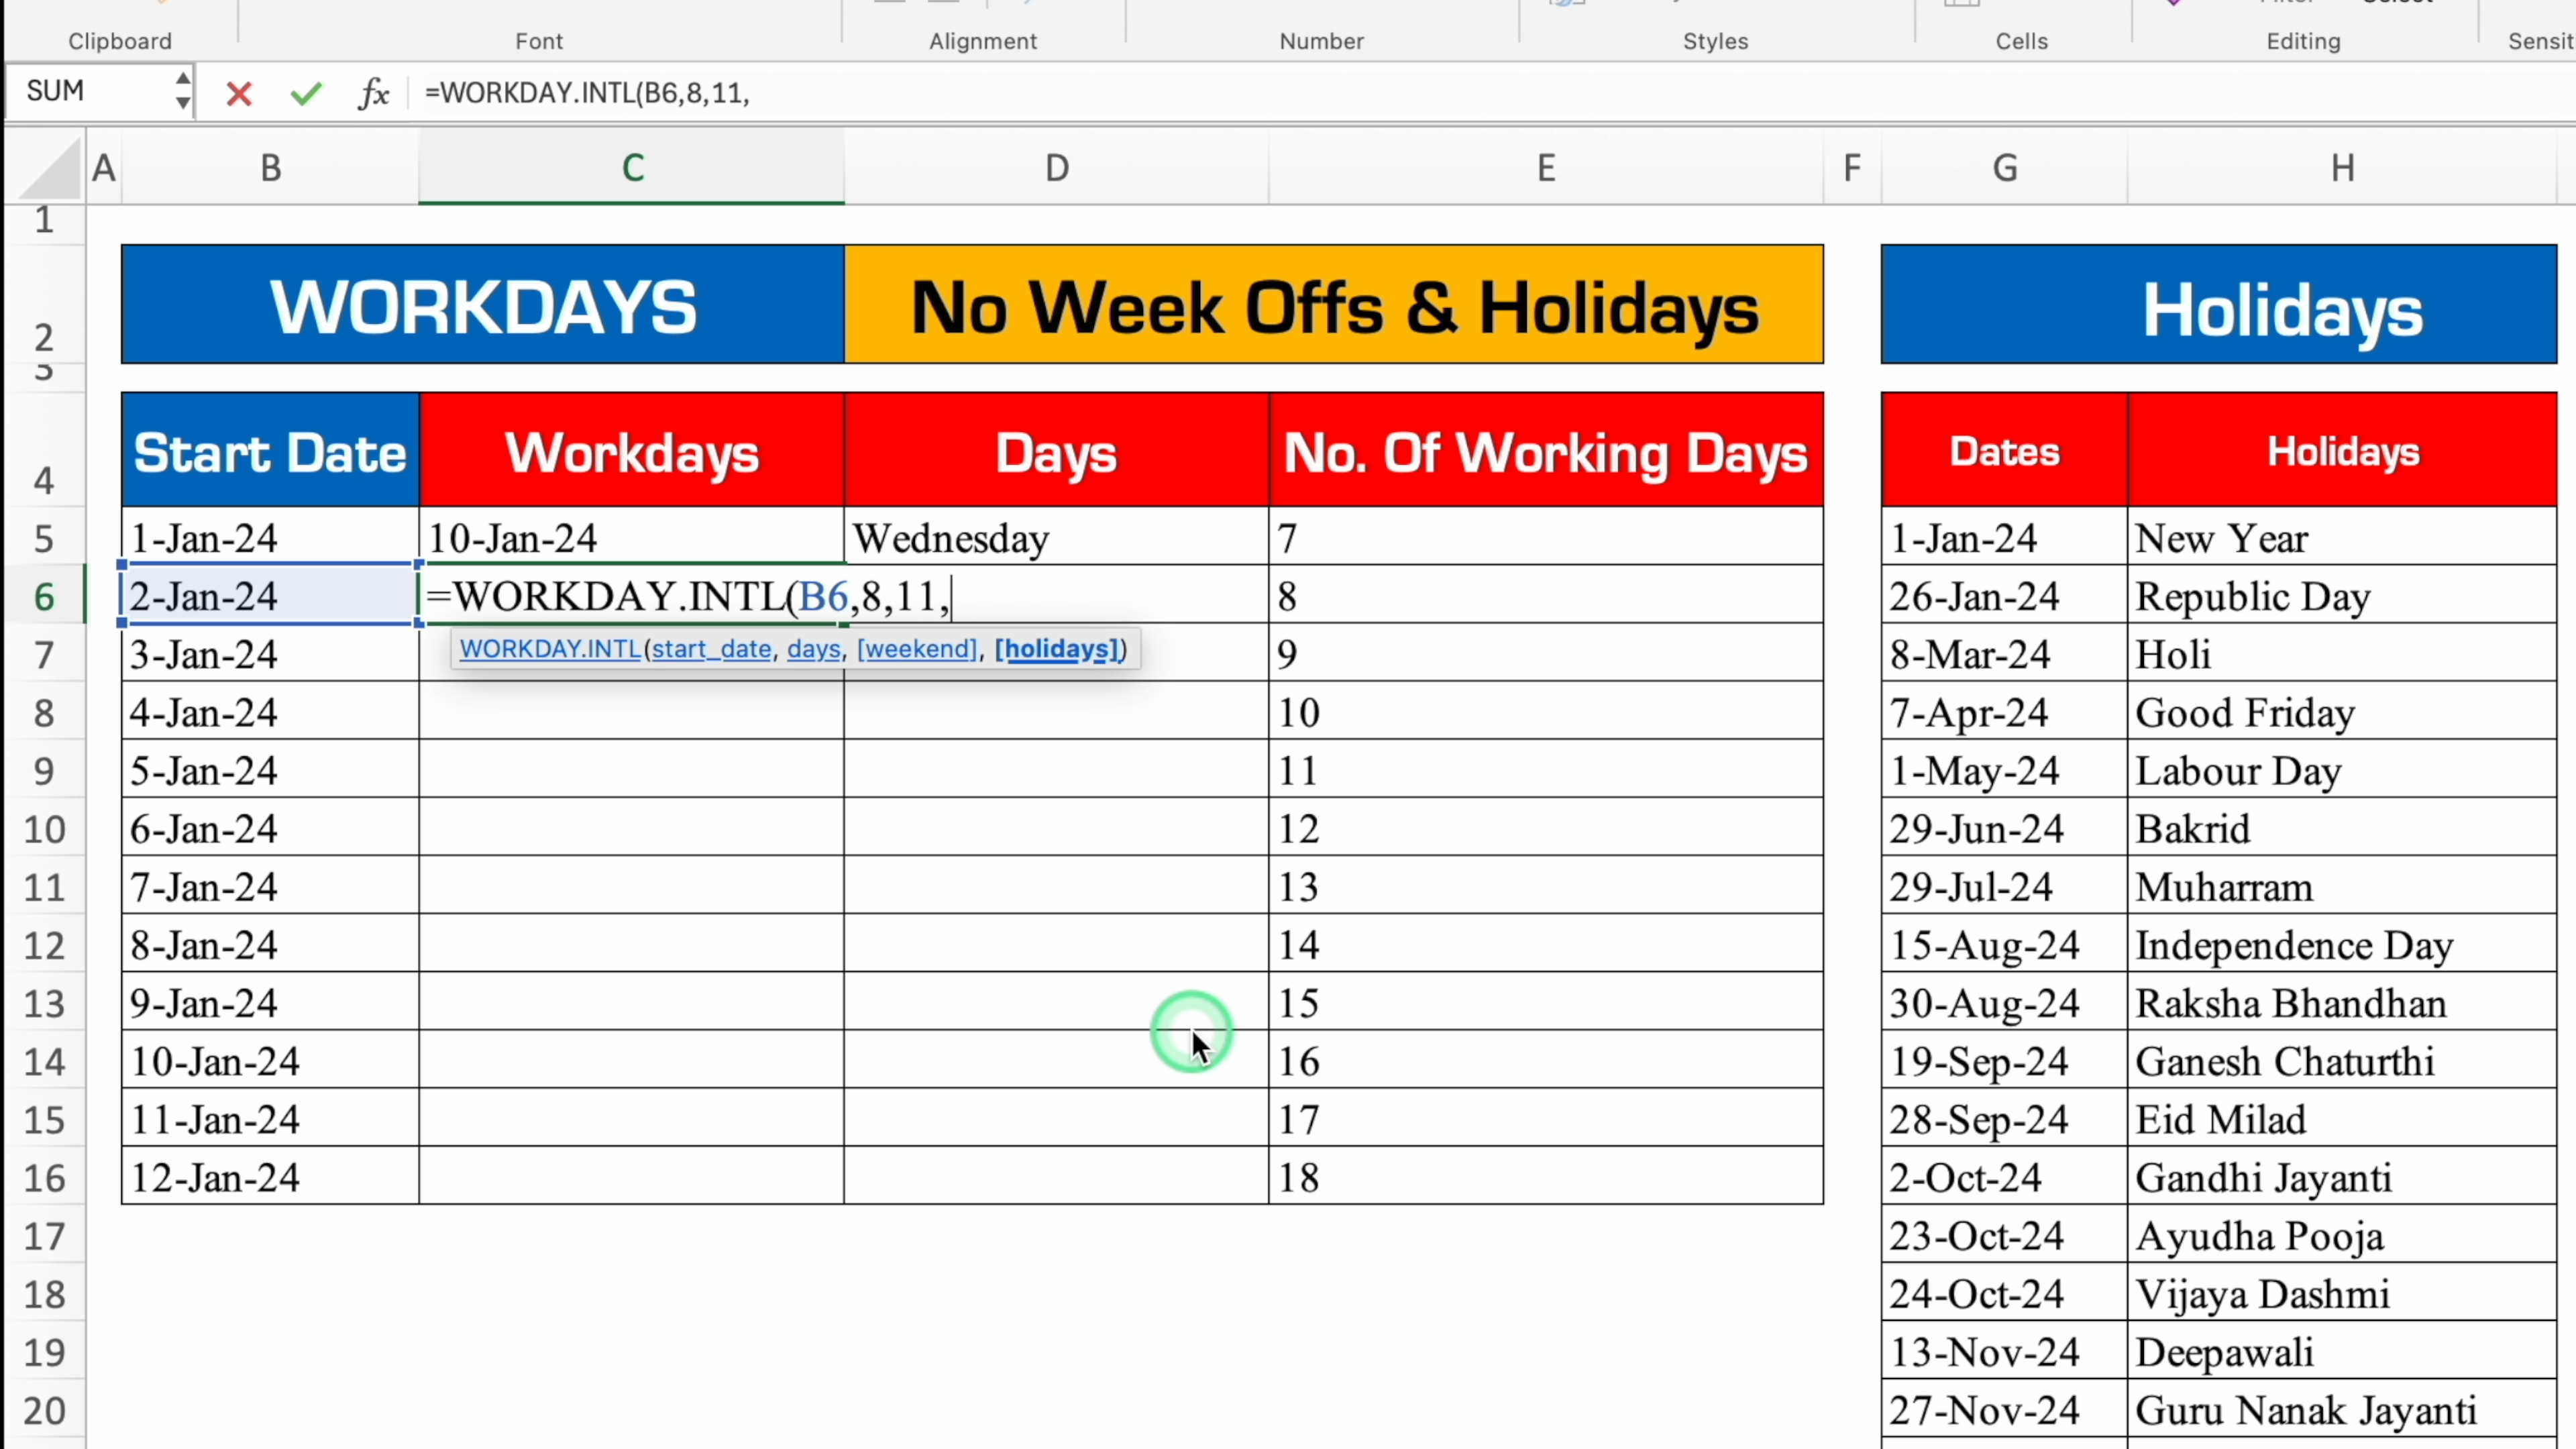 Clipboard Font Alignment Number Styles Cells Editing Sensit
SUM fx =WORKDAY.INTL(B6,8,11,
A B C D E F G H
1
2 WORKDAYS No Week Offs & Holidays Holidays
3
4 Start Date Workdays Days No. Of Working Days Dates Holidays
5 1-Jan-24 10-Jan-24 Wednesday 7 1-Jan-24 New Year
6 2-Jan-24 =WORKDAY.INTL(B6,8,11, 8 26-Jan-24 Republic Day
WORKDAY.INTL(start_date, days, [weekend], [holidays])
7 3-Jan-24 9 8-Mar-24 Holi
8 4-Jan-24 10 7-Apr-24 Good Friday
9 5-Jan-24 11 1-May-24 Labour Day
10 6-Jan-24 12 29-Jun-24 Bakrid
11 7-Jan-24 13 29-Jul-24 Muharram
12 8-Jan-24 14 15-Aug-24 Independence Day
13 9-Jan-24 15 30-Aug-24 Raksha Bhandhan
14 10-Jan-24 16 19-Sep-24 Ganesh Chaturthi
15 11-Jan-24 17 28-Sep-24 Eid Milad
16 12-Jan-24 18 2-Oct-24 Gandhi Jayanti
17 23-Oct-24 Ayudha Pooja
18 24-Oct-24 Vijaya Dashmi
19 13-Nov-24 Deepawali
20 27-Nov-24 Guru Nanak Jayanti